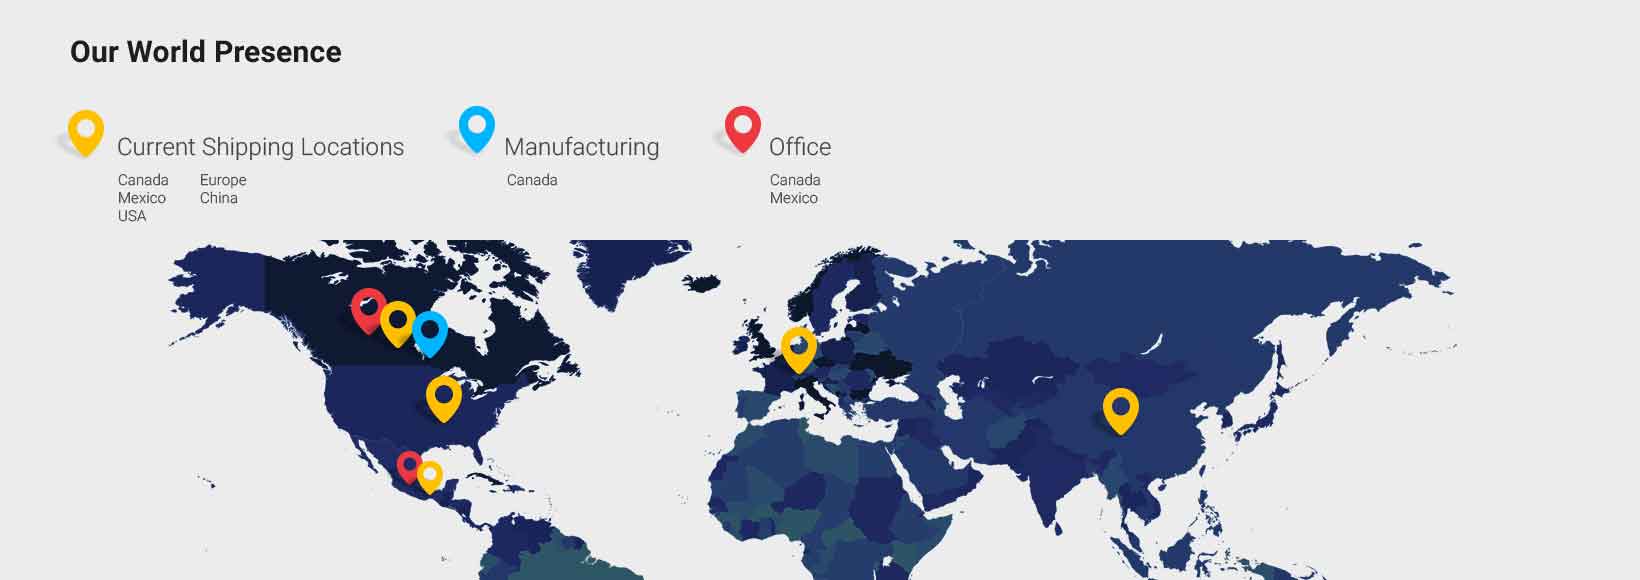 Our World Presence
Current Shipping Locations
Canada
Mexico
USA
Europe
China
Manufacturing
Canada
Office
Canada
Mexico